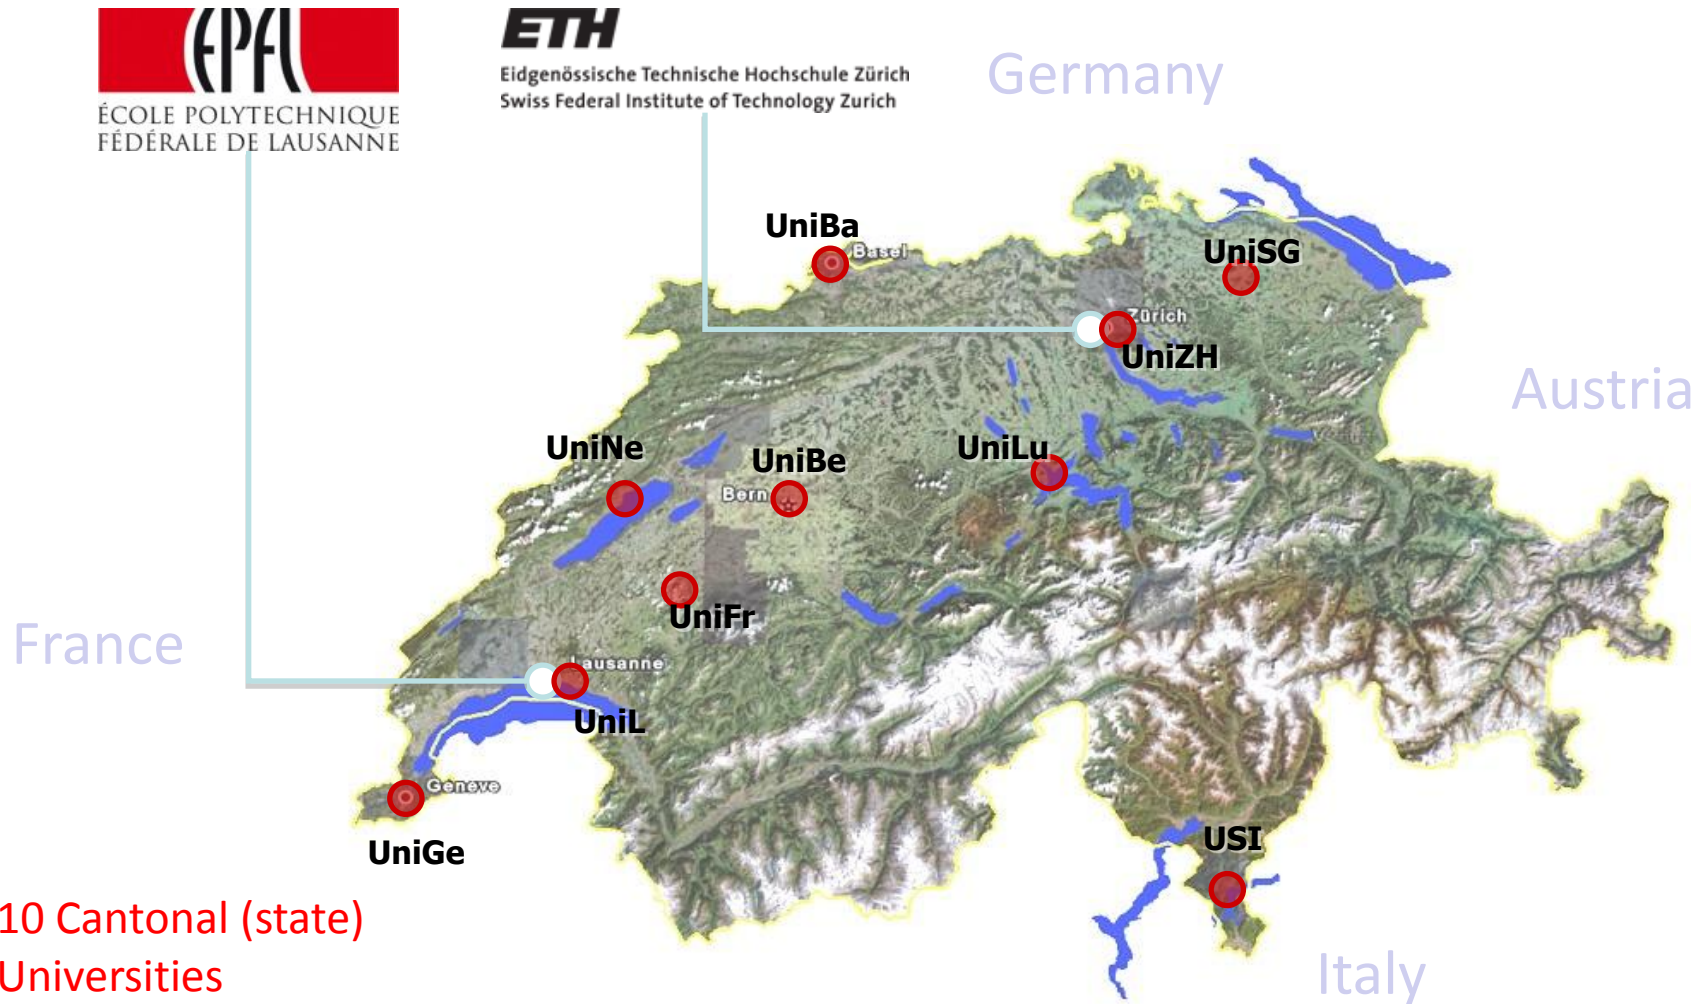 EPFL
ÉCOLE POLYTECHNIQUE
FÉDÉRALE DE LAUSANNE
ETH
Eidgenössische Technische Hochschule Zürich
Swiss Federal Institute of Technology Zurich
Germany
UniBa
Basel
UniSG
Zürich
UniZH
Austria
UniNe
UniBe
UniLu
Bern
UniFr
France
Lausanne
UniL
Geneve
UniGe
USI
10 Cantonal (state)
Universities
Italy